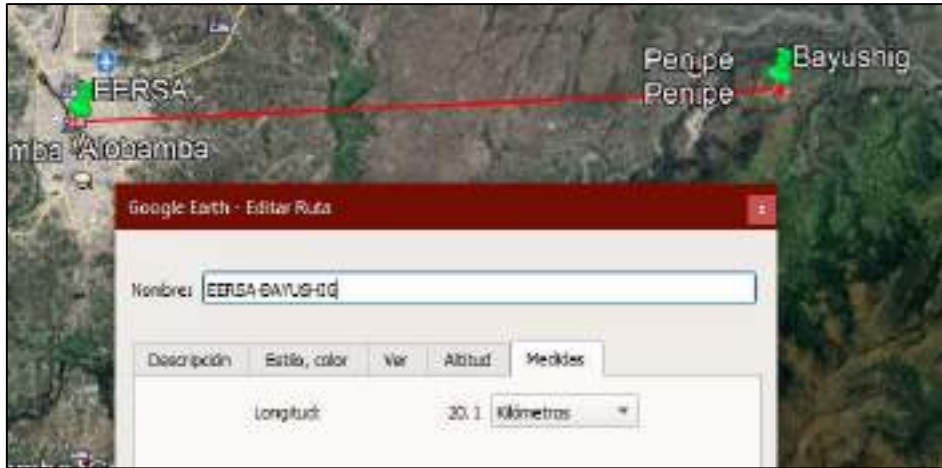 Penipe
Bayushig
EERSA
Penipe
mba Alobamba
Google Earth - Editar Ruta
Nombre: EERSA-BAYUSHIG
Descripción Estilo, color Ver Altitud Medidas
Longitud: 20.1 Kilómetros